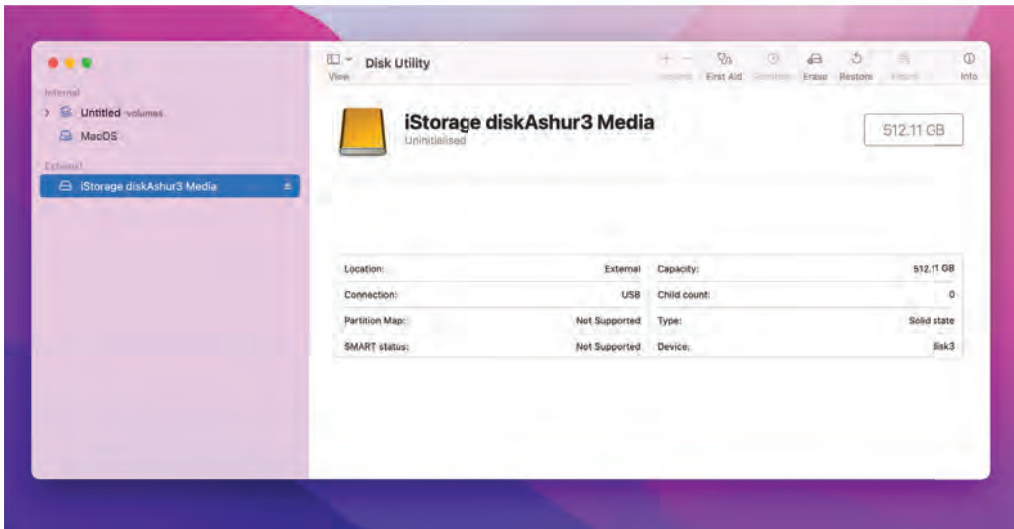 Disk Utility
View
First Aid
Erase
Restore
Info
Internal
Untitled volumes
MacOS
External
iStorage diskAshur3 Media
iStorage diskAshur3 Media
Uninitialised
512.11 GB
Location: External
Capacity: 512.11 GB
Connection: USB
Child count: 0
Partition Map: Not Supported
Type: Solid state
SMART status: Not Supported
Device: disk3